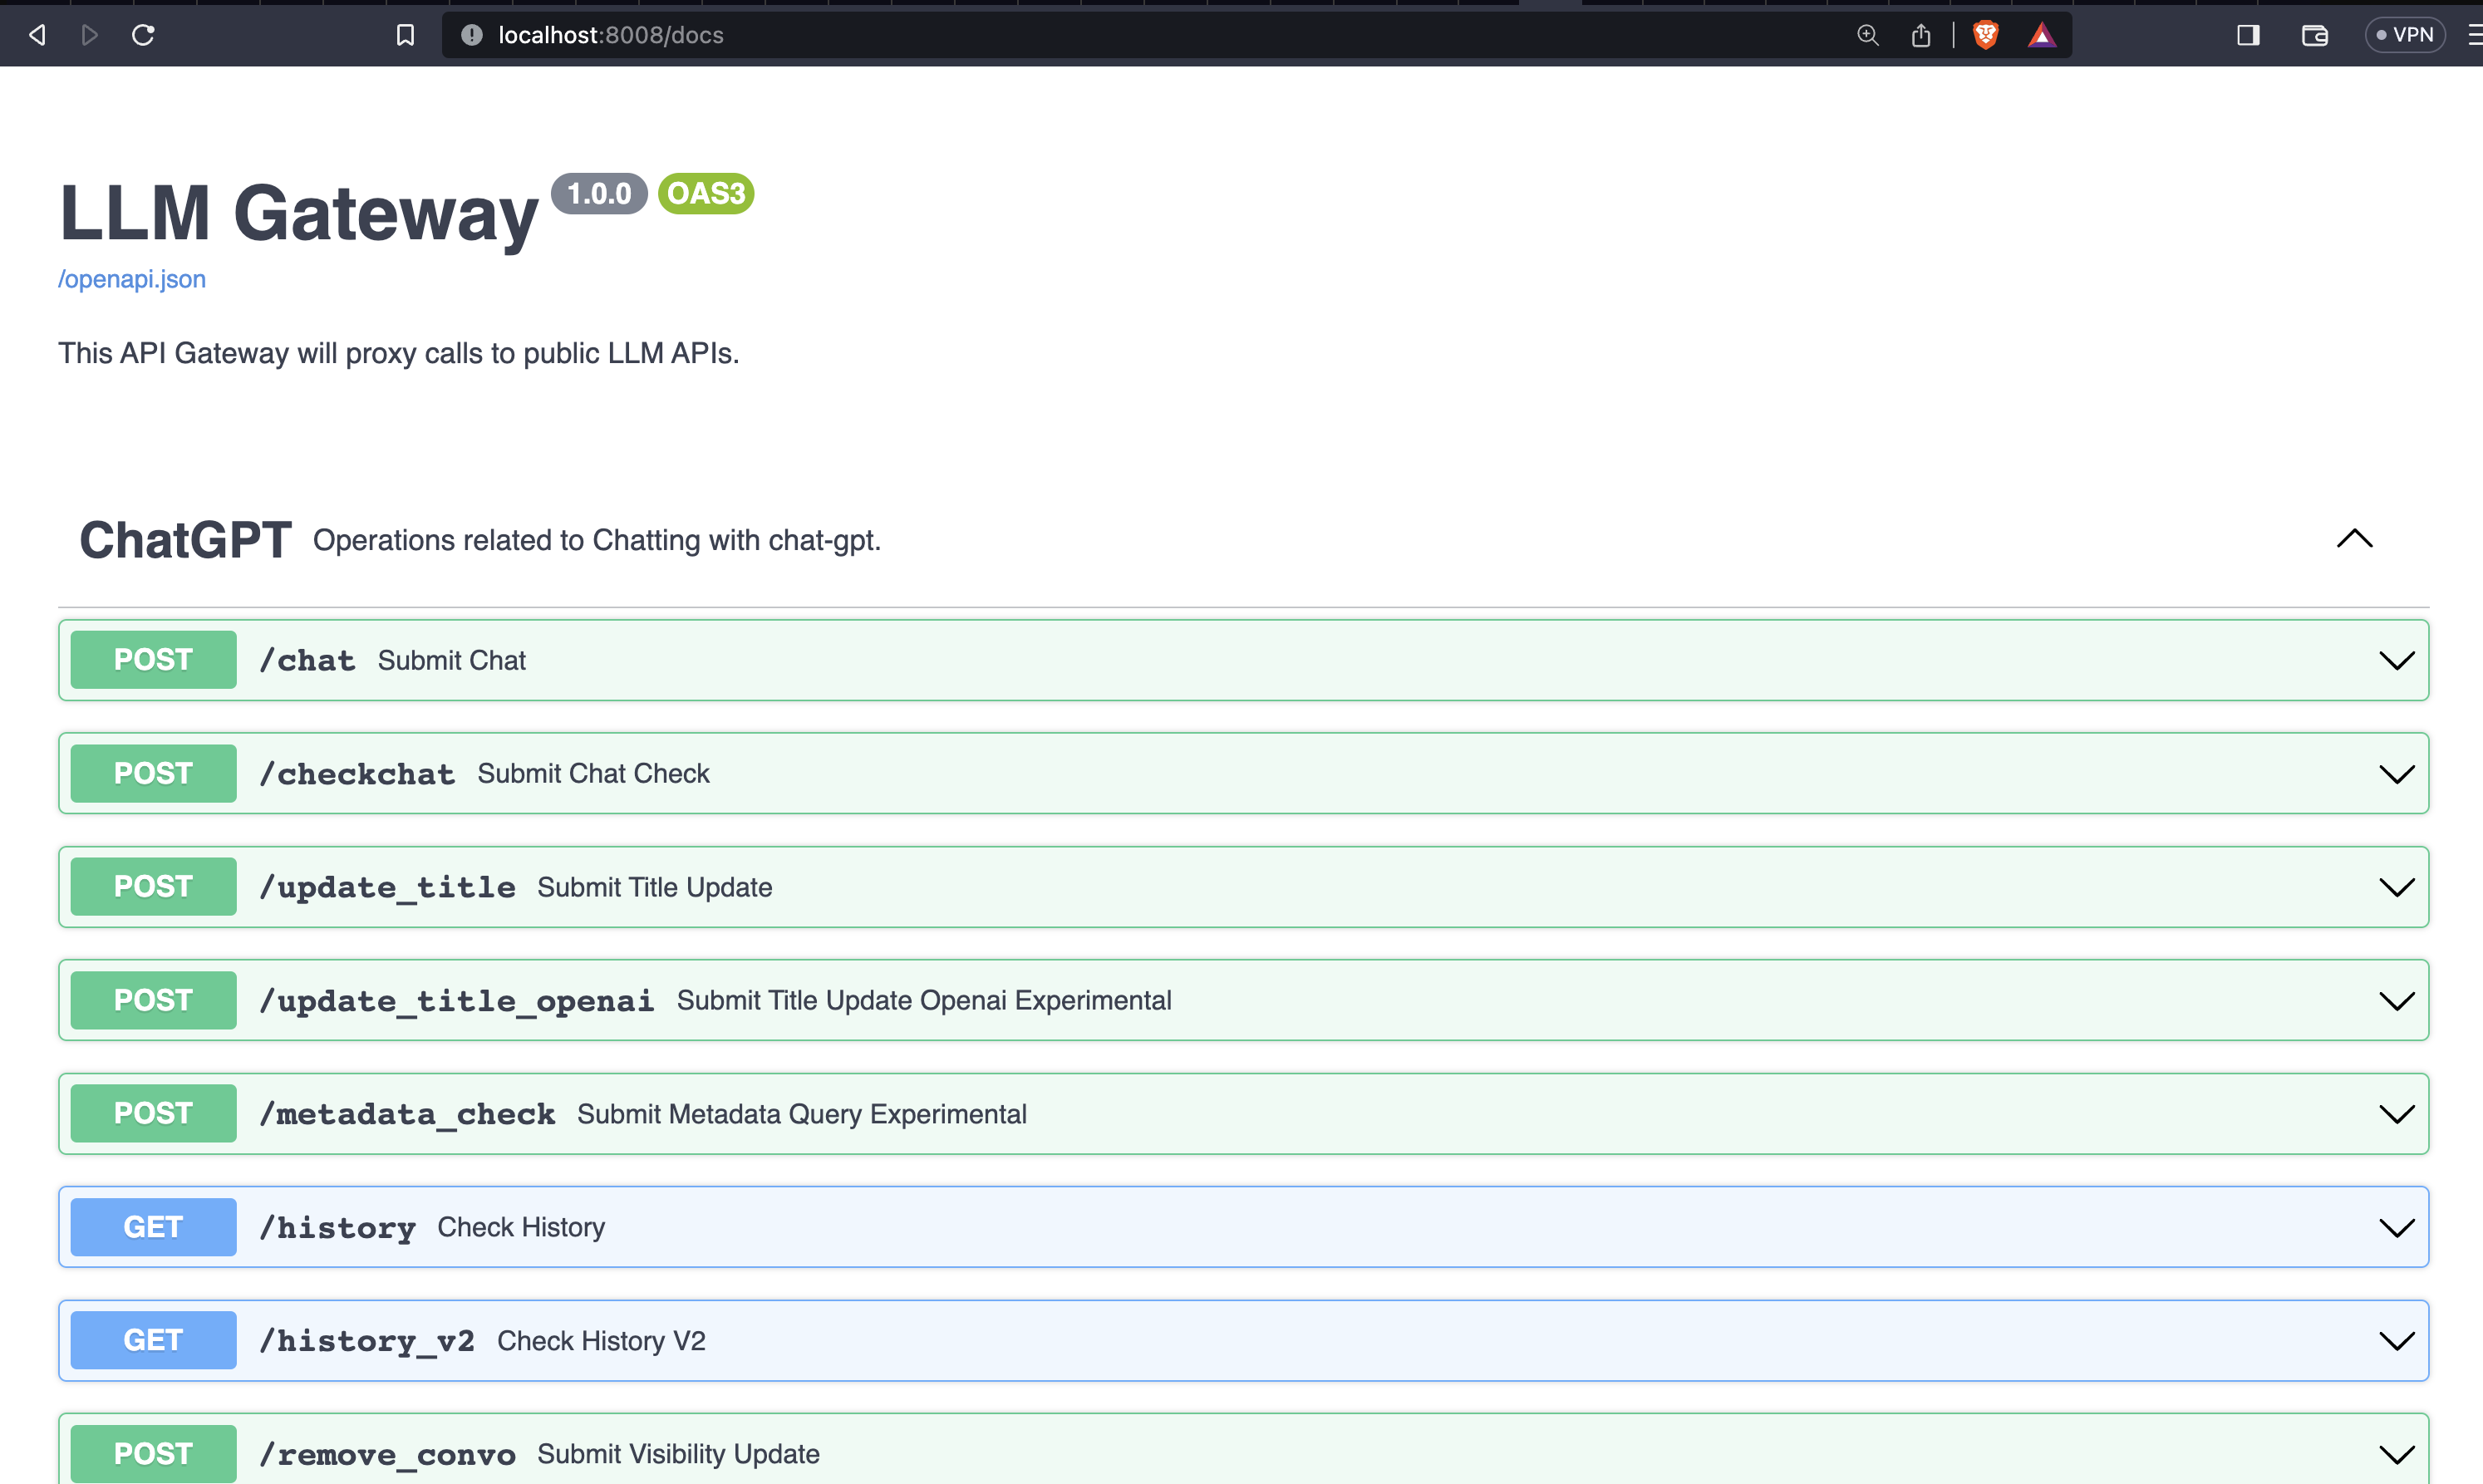 localhost:8008/docs
VPN
LLM Gateway 1.0.0 OAS3
/openapi.json
This API Gateway will proxy calls to public LLM APIs.
ChatGPT Operations related to Chatting with chat-gpt.
POST /chat Submit Chat
POST /checkchat Submit Chat Check
POST /update_title Submit Title Update
POST /update_title_openai Submit Title Update Openai Experimental
POST /metadata_check Submit Metadata Query Experimental
GET /history Check History
GET /history_v2 Check History V2
POST /remove_convo Submit Visibility Update